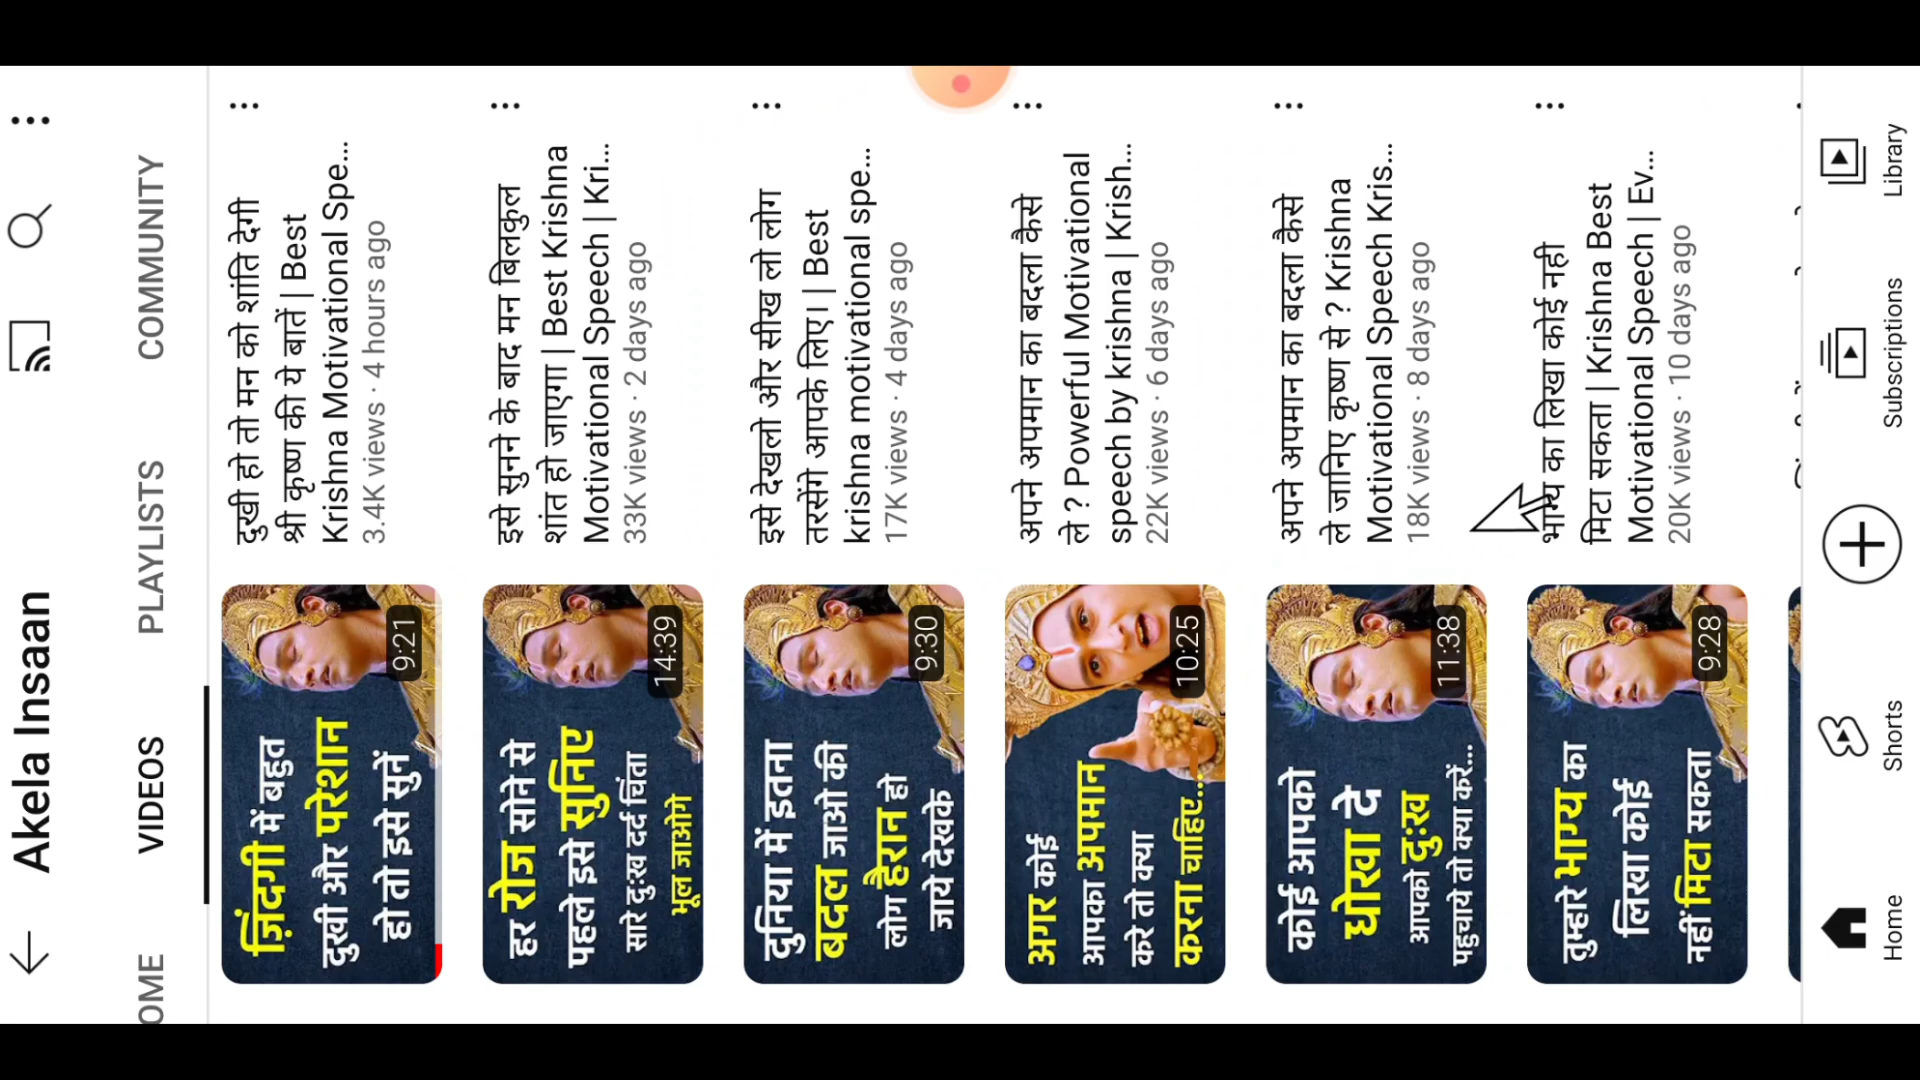 Akela Insaan
OME
VIDEOS
PLAYLISTS
COMMUNITY
ज़िंदगी में बहुत
दुखी और परेशान
हो तो इसे सुनें
9:21
दुखी हो तो मन को शांति देगी
श्री कृष्ण की ये बातें | Best
Krishna Motivational Spe...
3.4K views · 4 hours ago
हर रोज सोने से
पहले इसे सुनिए
सारे दुःख दर्द चिंता
भूल जाओगे
14:39
इसे सुनने के बाद मन बिलकुल
शांत हो जाएगा | Best Krishna
Motivational Speech | Kri...
33K views · 2 days ago
दुनिया में इतना
बदल जाओ की
लोग हैरान हो
जाये देखके
9:30
इसे देखलो और सीख लो लोग
तरसेंगे आपके लिए। | Best
krishna motivational spe...
17K views · 4 days ago
अगर कोई
आपका अपमान
करे तो क्या
करना चाहिए...
10:25
अपने अपमान का बदला कैसे
ले ? Powerful Motivational
speech by krishna | Krish...
22K views · 6 days ago
कोई आपको
धोखा दे
आपको दुःख
पहुचाये तो क्या करें...
11:38
अपने अपमान का बदला कैसे
ले जानिए कृष्ण से ? Krishna
Motivational Speech Kris...
18K views · 8 days ago
तुम्हारे भाग्य का
लिखा कोई
नहीं मिटा सकता
9:28
भाग्य का लिखा कोई नही
मिटा सकता | Krishna Best
Motivational Speech | Ev...
20K views · 10 days ago
Home
Shorts
Subscriptions
Library